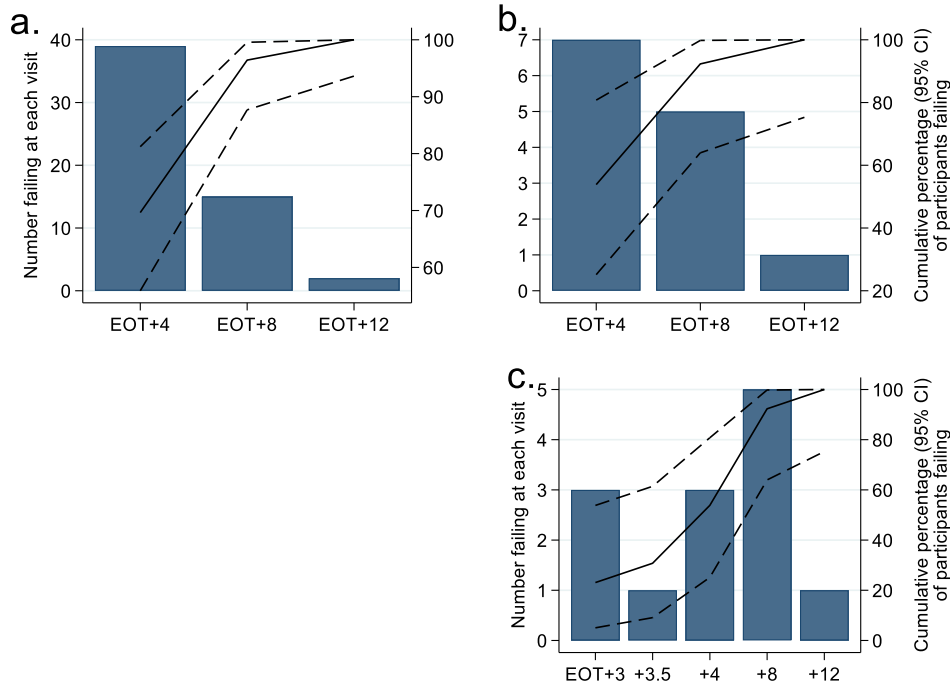 a.
Number failing at each visit
40
30
20
10
0
100
90
80
70
60
EOT+4 EOT+8 EOT+12
b.
7
6
5
4
3
2
1
0
100
80
60
40
20
Cumulative percentage (95% CI)
of participants failing
EOT+4 EOT+8 EOT+12
c.
Number failing at each visit
5
4
3
2
1
0
100
80
60
40
20
0
Cumulative percentage (95% CI)
of participants failing
EOT+3 +3.5 +4 +8 +12